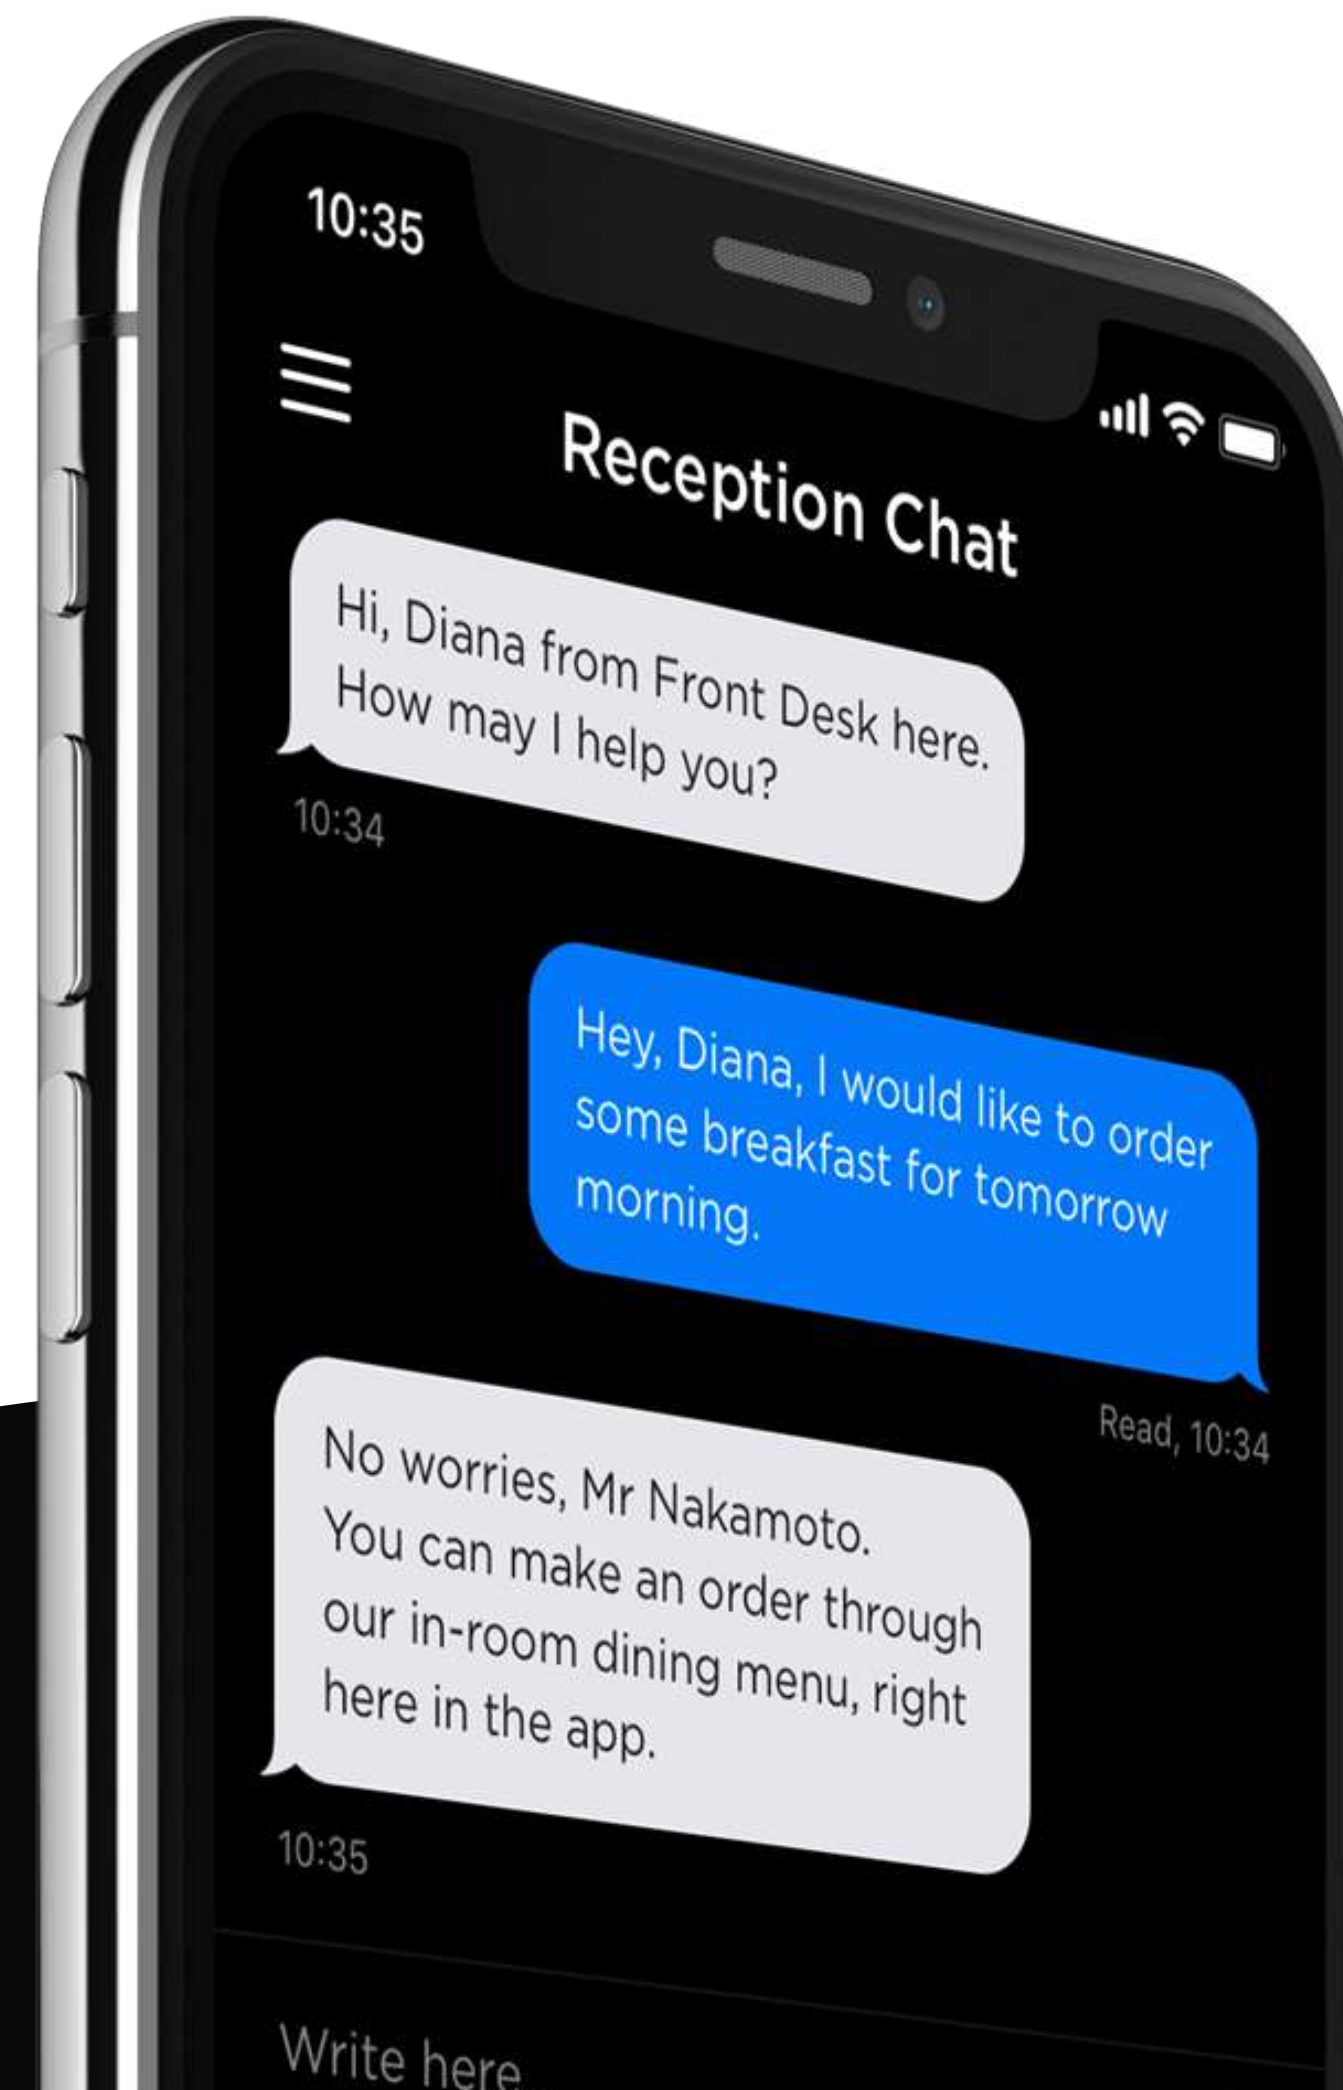 10:35
Reception Chat
Hi, Diana from Front Desk here.
How may I help you?
10:34
Hey, Diana, I would like to order
some breakfast for tomorrow
morning.
Read, 10:34
No worries, Mr Nakamoto.
You can make an order through
our in-room dining menu, right
here in the app.
10:35
Write here